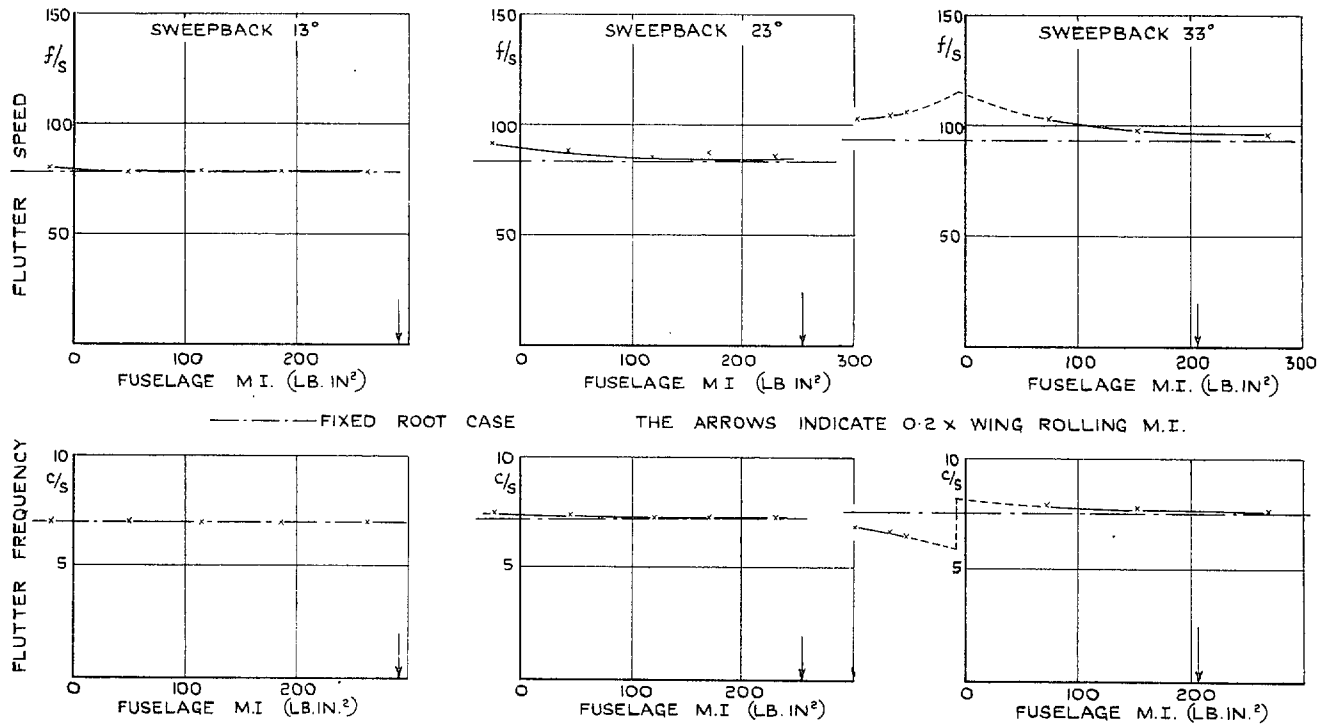 SWEEPBACK 13°
150
f/s
100
50
0 100 200
FUSELAGE M.I. (LB.IN²)
FLUTTER SPEED
SWEEPBACK 23°
150
f/s
100
50
0 100 200 300
FUSELAGE M.I (LB IN²)
SWEEPBACK 33°
150
f/s
100
50
0 100 200 300
FUSELAGE M.I. (LB.IN²)
FIXED ROOT CASE
THE ARROWS INDICATE 0·2 x WING ROLLING M.I.
FLUTTER FREQUENCY
10
c/s
5
0 100 200
FUSELAGE M.I (LB.IN.²)
10
c/s
5
0 100 200
FUSELAGE M.I. (LB.IN²)
10
c/s
5
0 100 200
FUSELAGE M.I. (LB.IN.²)